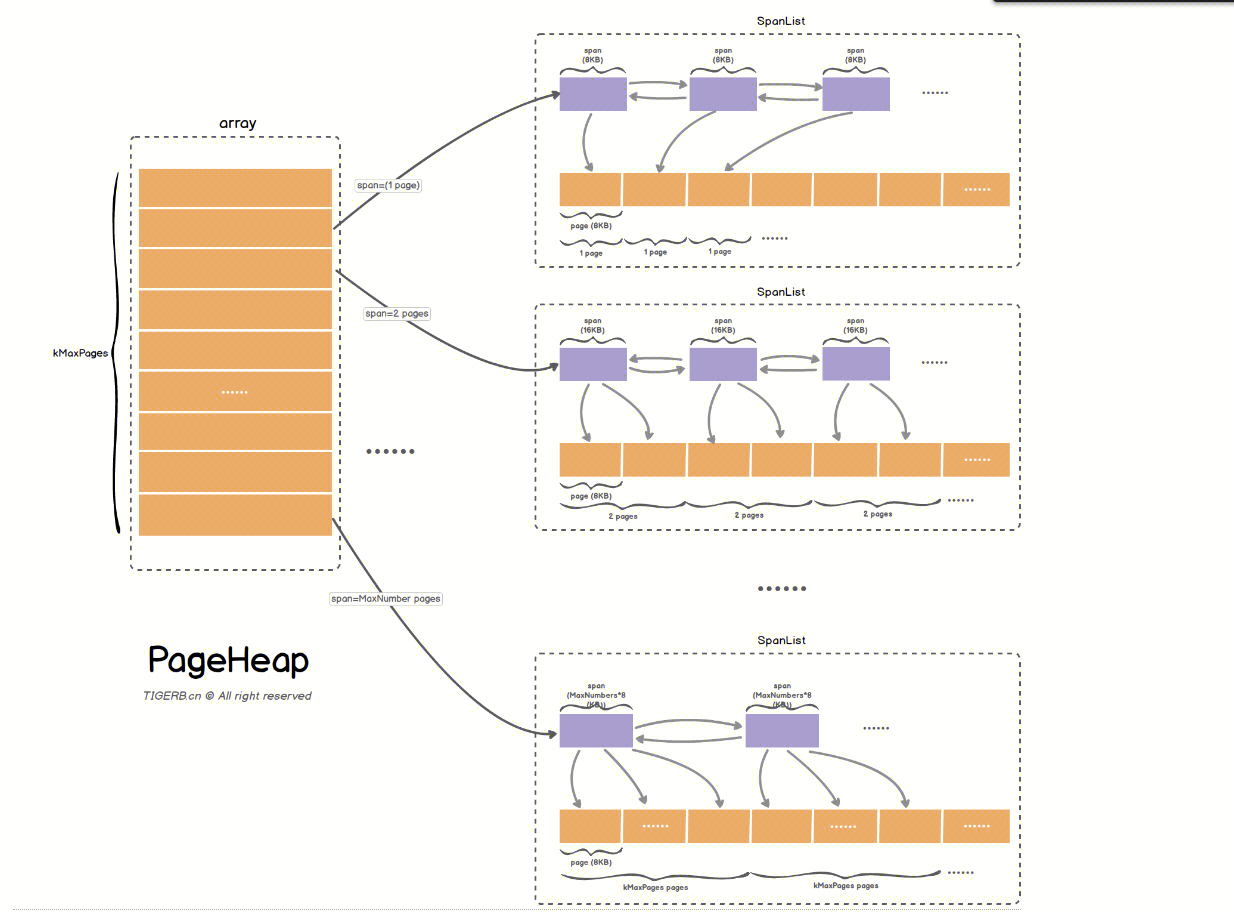 array
kMaxPages
......
span=(1 page)
span=2 pages
......
span=MaxNumber pages
PageHeap
TIGERB.cn © All right reserved
SpanList
span
(8KB)
span
(8KB)
span
(8KB)
......
......
page (8KB)
1 page
1 page
1 page
......
SpanList
span
(16KB)
span
(16KB)
span
(16KB)
......
......
page (8KB)
2 pages
2 pages
2 pages
......
......
SpanList
span
(MaxNumbers*8
(KB))
span
(MaxNumbers*8
(KB))
......
......
......
......
page (8KB)
kMaxPages pages
kMaxPages pages
......